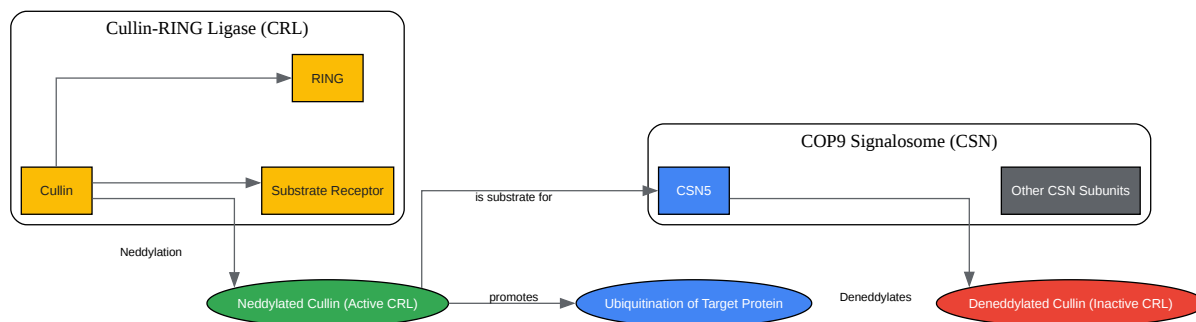 Cullin-RING Ligase (CRL)
RING
COP9 Signalosome (CSN)
Cullin
Substrate Receptor
is substrate for
CSN5
Other CSN Subunits
Neddylation
Neddylated Cullin (Active CRL)
promotes
Ubiquitination of Target Protein
Deneddylates
Deneddylated Cullin (Inactive CRL)